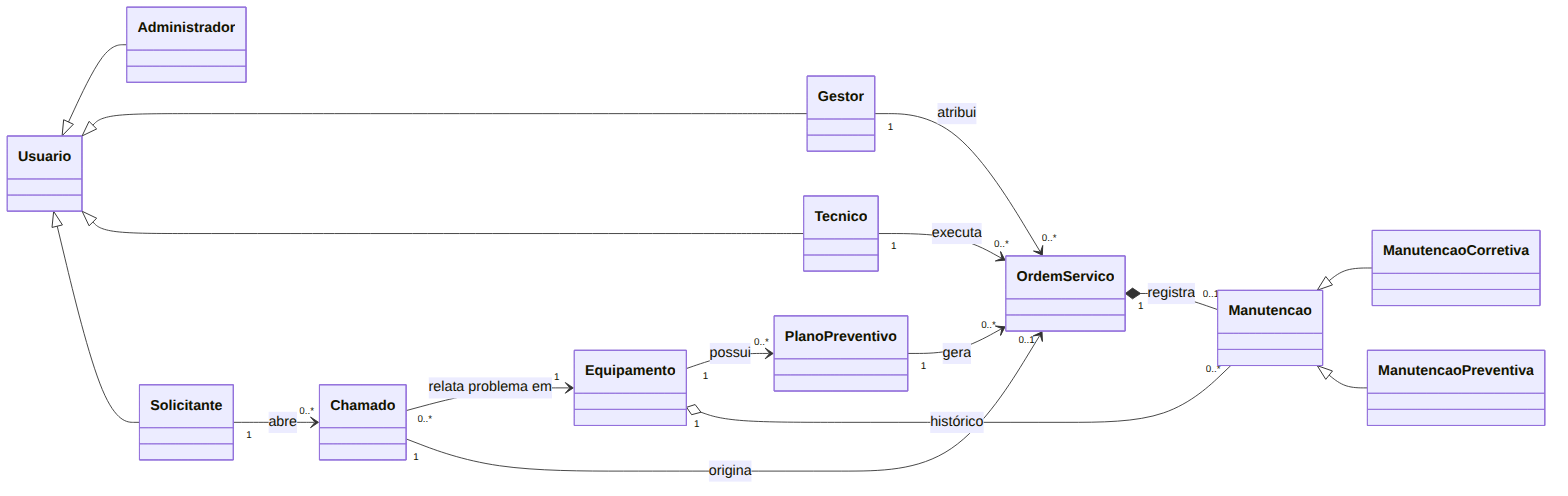 Administrador
Gestor
atribui
1
Usuario
Tecnico
executa
1
0..*
0..*
ManutencaoCorretiva
OrdemServico
registra
1
0..1
Manutencao
PlanoPreventivo
possui
1
0..*
gera
1
0..*
0..1
Equipamento
relata problema em
0..*
1
ManutencaoPreventiva
0..*
histórico
1
Solicitante
abre
1
0..*
Chamado
1
origina